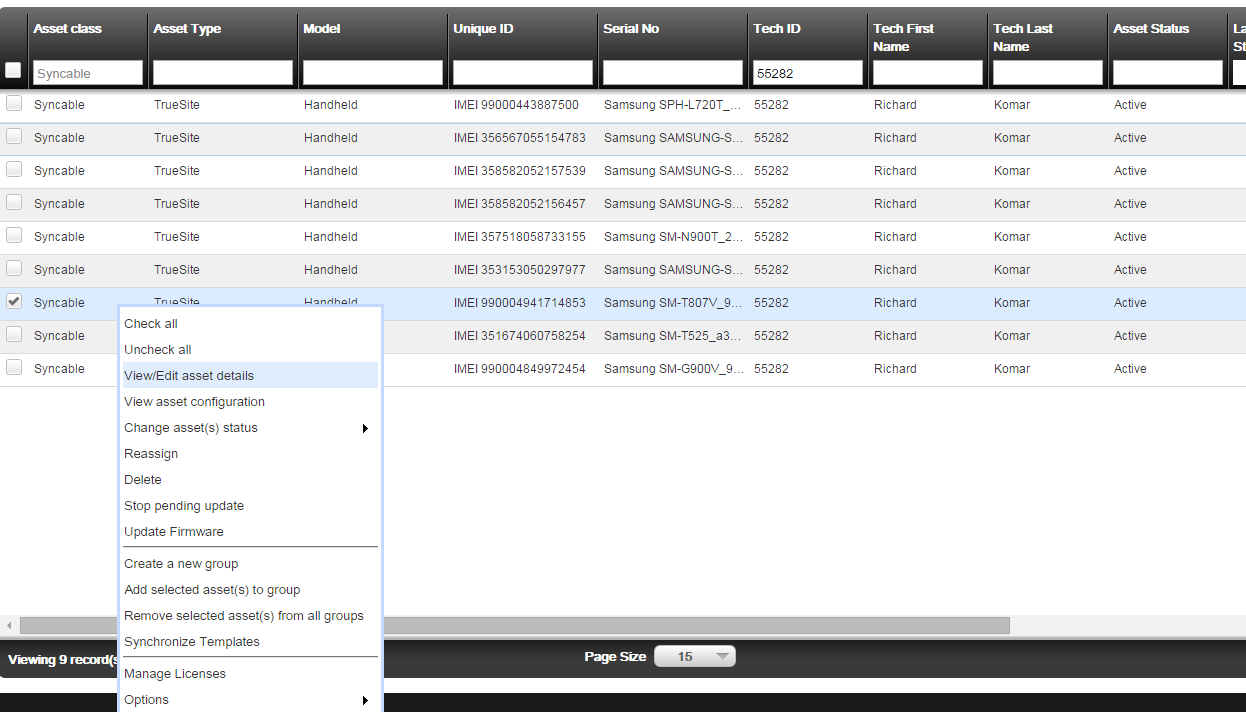 Asset class Asset Type Model Unique ID Serial No Tech ID Tech First Name Tech Last Name Asset Status La St
Syncable 55282
Syncable TrueSite Handheld IMEI 99000443887500 Samsung SPH-L720T_... 55282 Richard Komar Active
Syncable TrueSite Handheld IMEI 356567055154783 Samsung SAMSUNG-S... 55282 Richard Komar Active
Syncable TrueSite Handheld IMEI 358582052157539 Samsung SAMSUNG-S... 55282 Richard Komar Active
Syncable TrueSite Handheld IMEI 358582052156457 Samsung SAMSUNG-S... 55282 Richard Komar Active
Syncable TrueSite Handheld IMEI 357518058733155 Samsung SM-N900T_2... 55282 Richard Komar Active
Syncable TrueSite Handheld IMEI 353153050297977 Samsung SAMSUNG-S... 55282 Richard Komar Active
Syncable TrueSite Handheld IMEI 990004941714853 Samsung SM-T807V_9... 55282 Richard Komar Active
Syncable IMEI 351674060758254 Samsung SM-T525_a3... 55282 Richard Komar Active
Syncable IMEI 990004849972454 Samsung SM-G900V_9... 55282 Richard Komar Active
Check all
Uncheck all
View/Edit asset details
View asset configuration
Change asset(s) status
Reassign
Delete
Stop pending update
Update Firmware
Create a new group
Add selected asset(s) to group
Remove selected asset(s) from all groups
Synchronize Templates
Manage Licenses
Options
Viewing 9 record(s Page Size 15